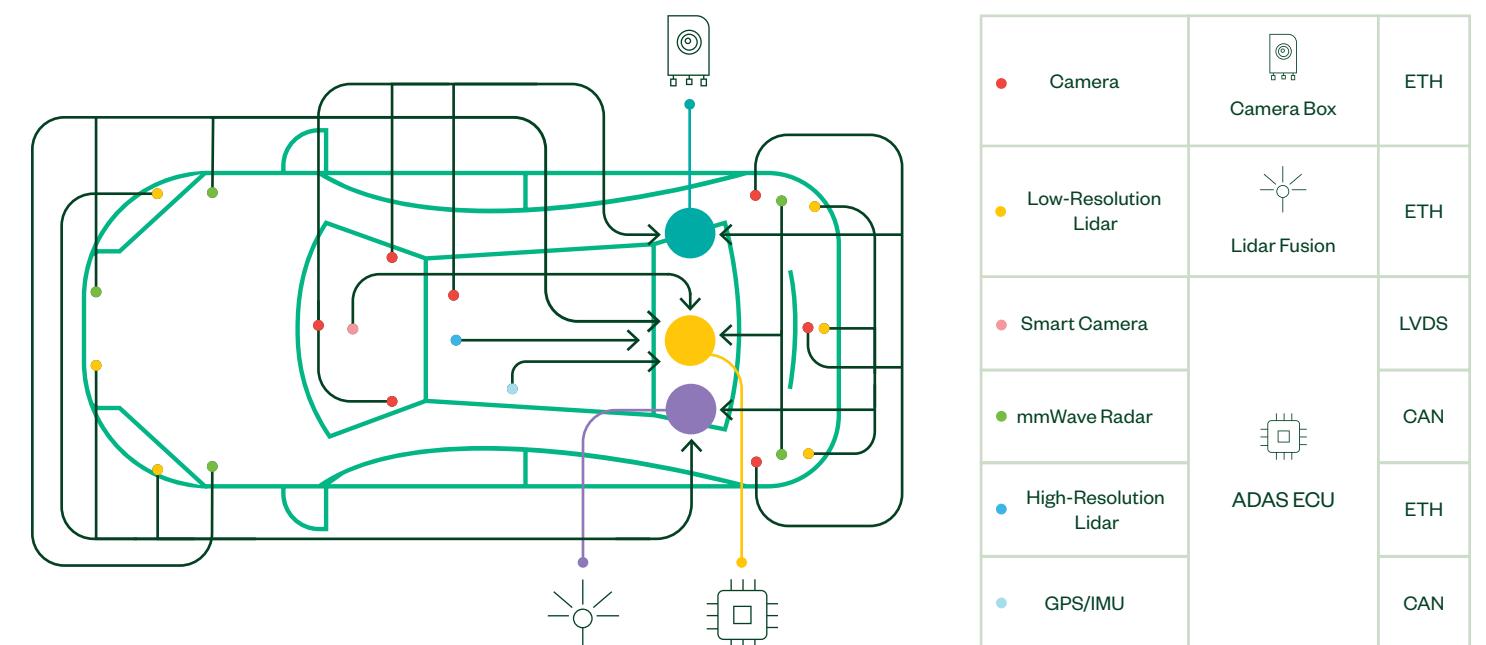 Camera
Camera Box
ETH
Low-Resolution
Lidar
Lidar Fusion
ETH
Smart Camera
LVDS
mmWave Radar
CAN
ADAS ECU
High-Resolution
Lidar
ETH
GPS/IMU
CAN